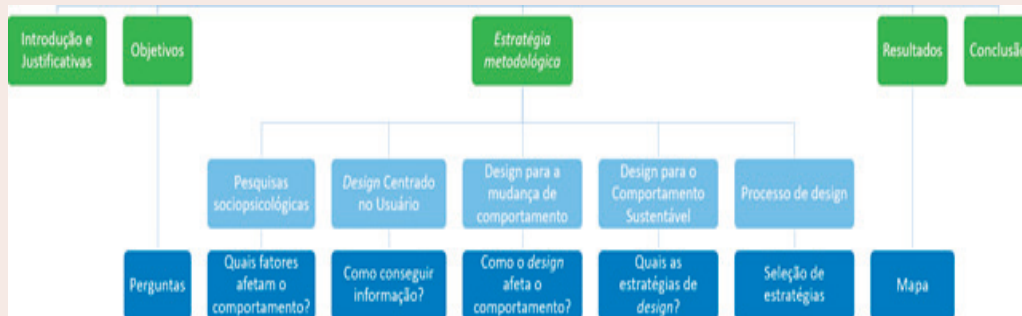 Introdução e
Justificativas
Objetivos
Estratégia
metodológica
Resultados
Conclusão
Pesquisas
sociopsicológicas
Design Centrado
no Usuário
Design para a
mudança de
comportamento
Design para o
Comportamento
Sustentável
Processo de design
Perguntas
Quais fatores
afetam o
comportamento?
Como conseguir
informação?
Como o design
afeta o
comportamento?
Quais as
estratégias de
design?
Seleção de
estratégias
Mapa